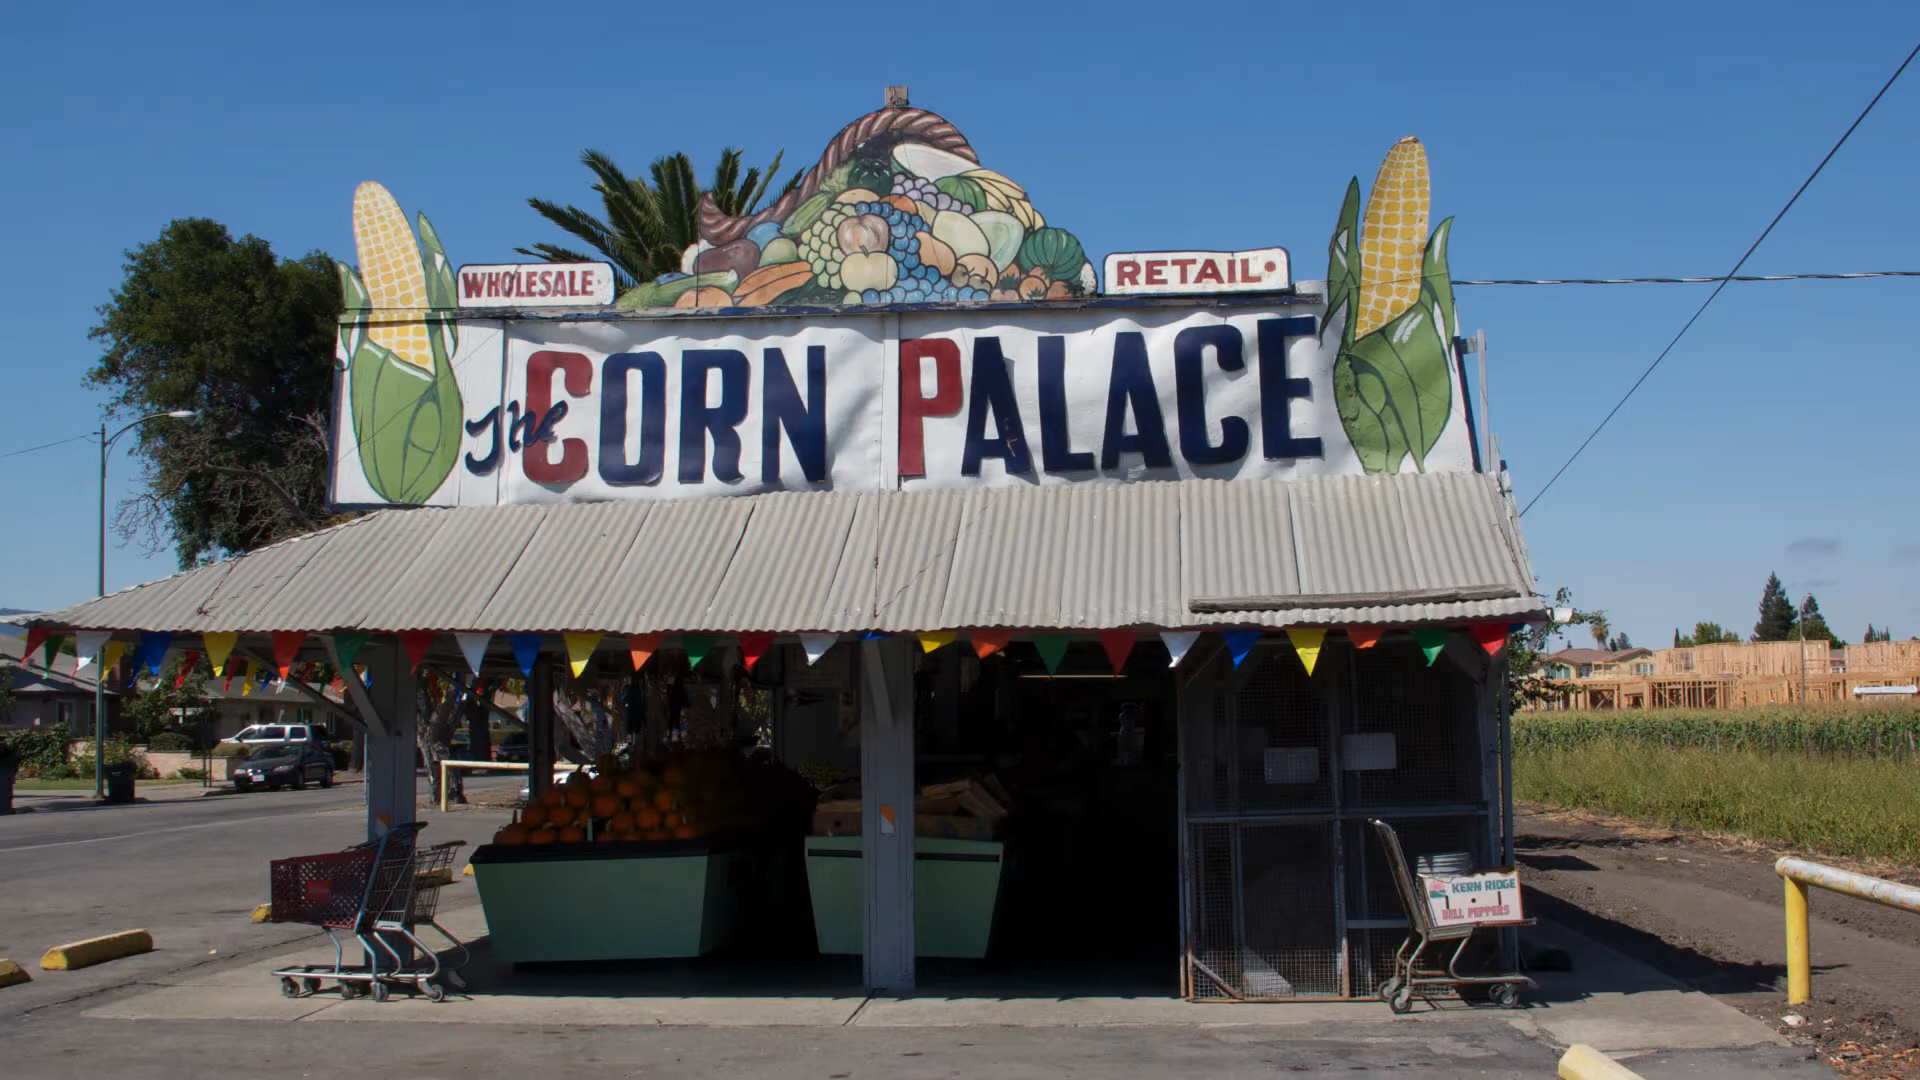 WHOLESALE
RETAIL
The CORN PALACE
KERN RIDGE
BELL PEPPERS